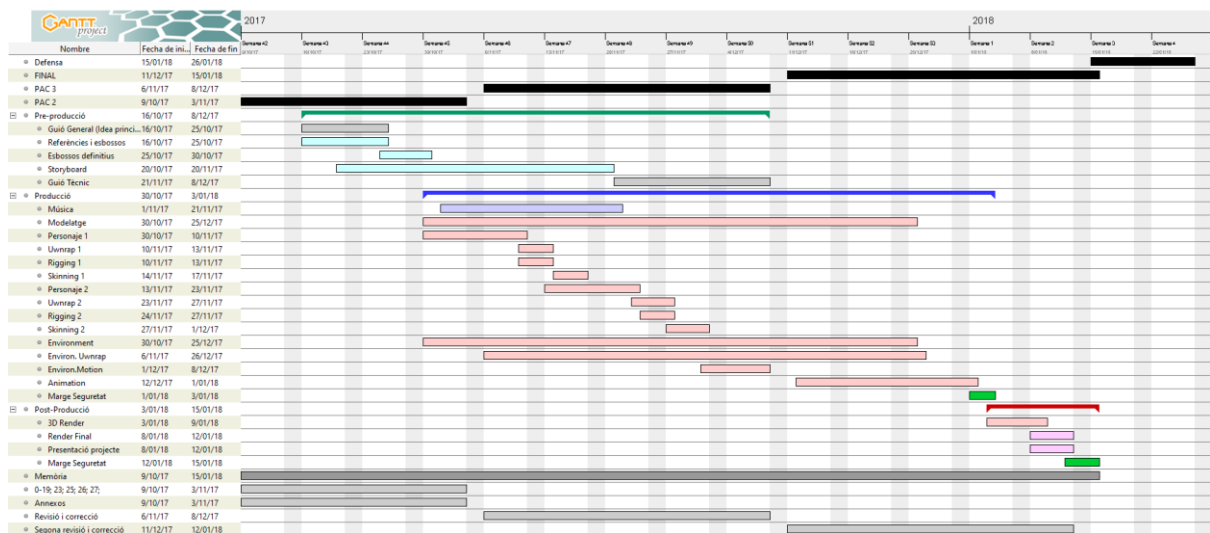 GANTT project
2017
2018
Nombre Fecha de ini... Fecha de fin
Semana 42 Semana 43 Semana 44 Semana 45 Semana 46 Semana 47 Semana 48 Semana 49 Semana 50 Semana 51 Semana 52 Semana 53 Semana 1 Semana 2 Semana 3 Semana 4
Defensa 15/01/18 26/01/18
FINAL 11/12/17 15/01/18
PAC 3 6/11/17 8/12/17
PAC 2 9/10/17 3/11/17
Pre-producció 16/10/17 8/12/17
Guió General (Idea princi... 16/10/17 25/10/17
Referències i esbossos 16/10/17 25/10/17
Esbossos definitius 25/10/17 30/10/17
Storyboard 20/10/17 20/11/17
Guió Tècnic 21/11/17 8/12/17
Producció 30/10/17 3/01/18
Música 1/11/17 21/11/17
Modelatge 30/10/17 25/12/17
Personaje 1 30/10/17 10/11/17
Uwnrap 1 10/11/17 13/11/17
Rigging 1 10/11/17 13/11/17
Skinning 1 14/11/17 17/11/17
Personaje 2 13/11/17 23/11/17
Uwnrap 2 23/11/17 27/11/17
Rigging 2 24/11/17 27/11/17
Skinning 2 27/11/17 1/12/17
Environment 30/10/17 25/12/17
Environ. Uwnrap 6/11/17 26/12/17
Environ.Motion 1/12/17 8/12/17
Animation 12/12/17 1/01/18
Marge Seguretat 1/01/18 3/01/18
Post-Producció 3/01/18 15/01/18
3D Render 3/01/18 9/01/18
Render Final 8/01/18 12/01/18
Presentació projecte 8/01/18 12/01/18
Marge Seguretat 12/01/18 15/01/18
Memòria 9/10/17 15/01/18
0-19; 23; 25; 26; 27; 9/10/17 3/11/17
Annexos 9/10/17 3/11/17
Revisió i correcció 6/11/17 8/12/17
Segona revisió i correcció 11/12/17 12/01/18